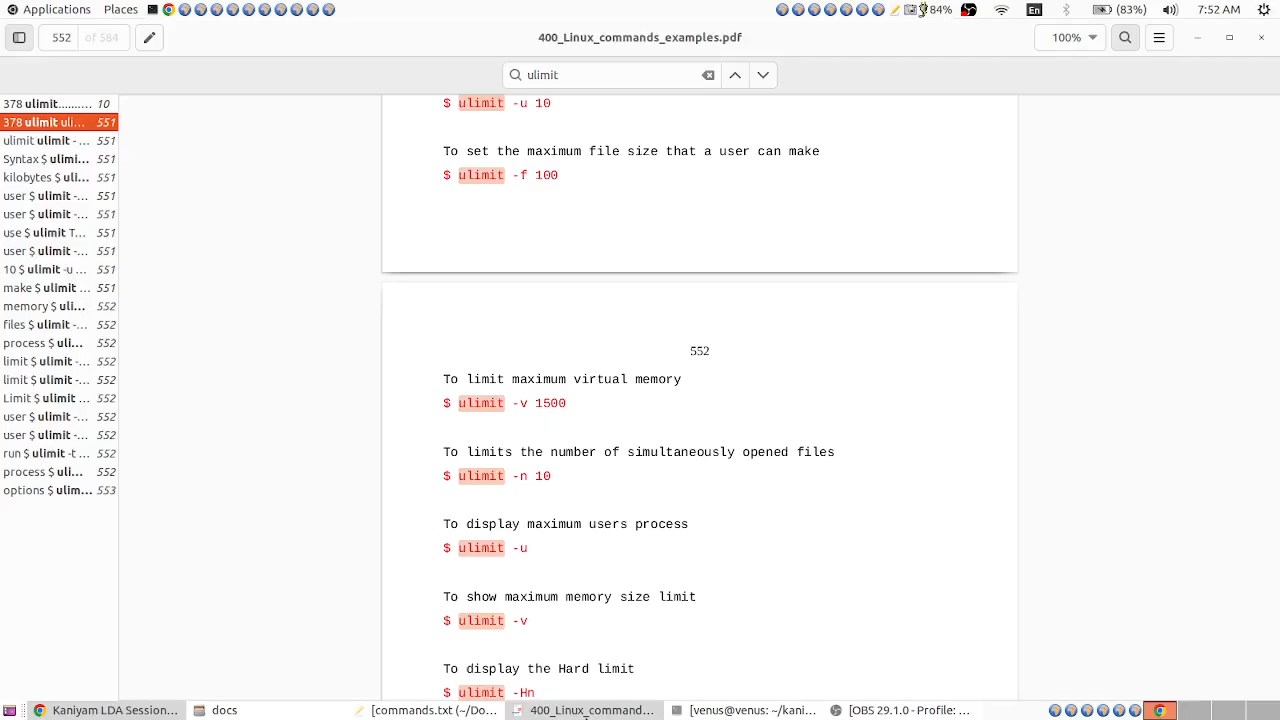 Applications Places 84% En (83%) 7:52 AM
552 of 584 400_Linux_commands_examples.pdf 100%
ulimit
378 ulimit.......... 10
378 ulimit uli... 551
ulimit ulimit - ... 551
Syntax $ ulimi... 551
kilobytes $ uli... 551
user $ ulimit -... 551
user $ ulimit -... 551
use $ ulimit T... 551
user $ ulimit -... 551
10 $ ulimit -u ... 551
make $ ulimit ... 551
memory $ uli... 552
files $ ulimit -... 552
process $ uli... 552
limit $ ulimit -... 552
limit $ ulimit -... 552
Limit $ ulimit ... 552
user $ ulimit -... 552
user $ ulimit -... 552
run $ ulimit -t ... 552
process $ uli... 552
options $ ulim... 553
$ ulimit -u 10
To set the maximum file size that a user can make
$ ulimit -f 100
552
To limit maximum virtual memory
$ ulimit -v 1500
To limits the number of simultaneously opened files
$ ulimit -n 10
To display maximum users process
$ ulimit -u
To show maximum memory size limit
$ ulimit -v
To display the Hard limit
$ ulimit -Hn
Kaniyam LDA Session... docs [commands.txt (~/Do... 400_Linux_comman... [venus@venus: ~/kani... [OBS 29.1.0 - Profile: ...